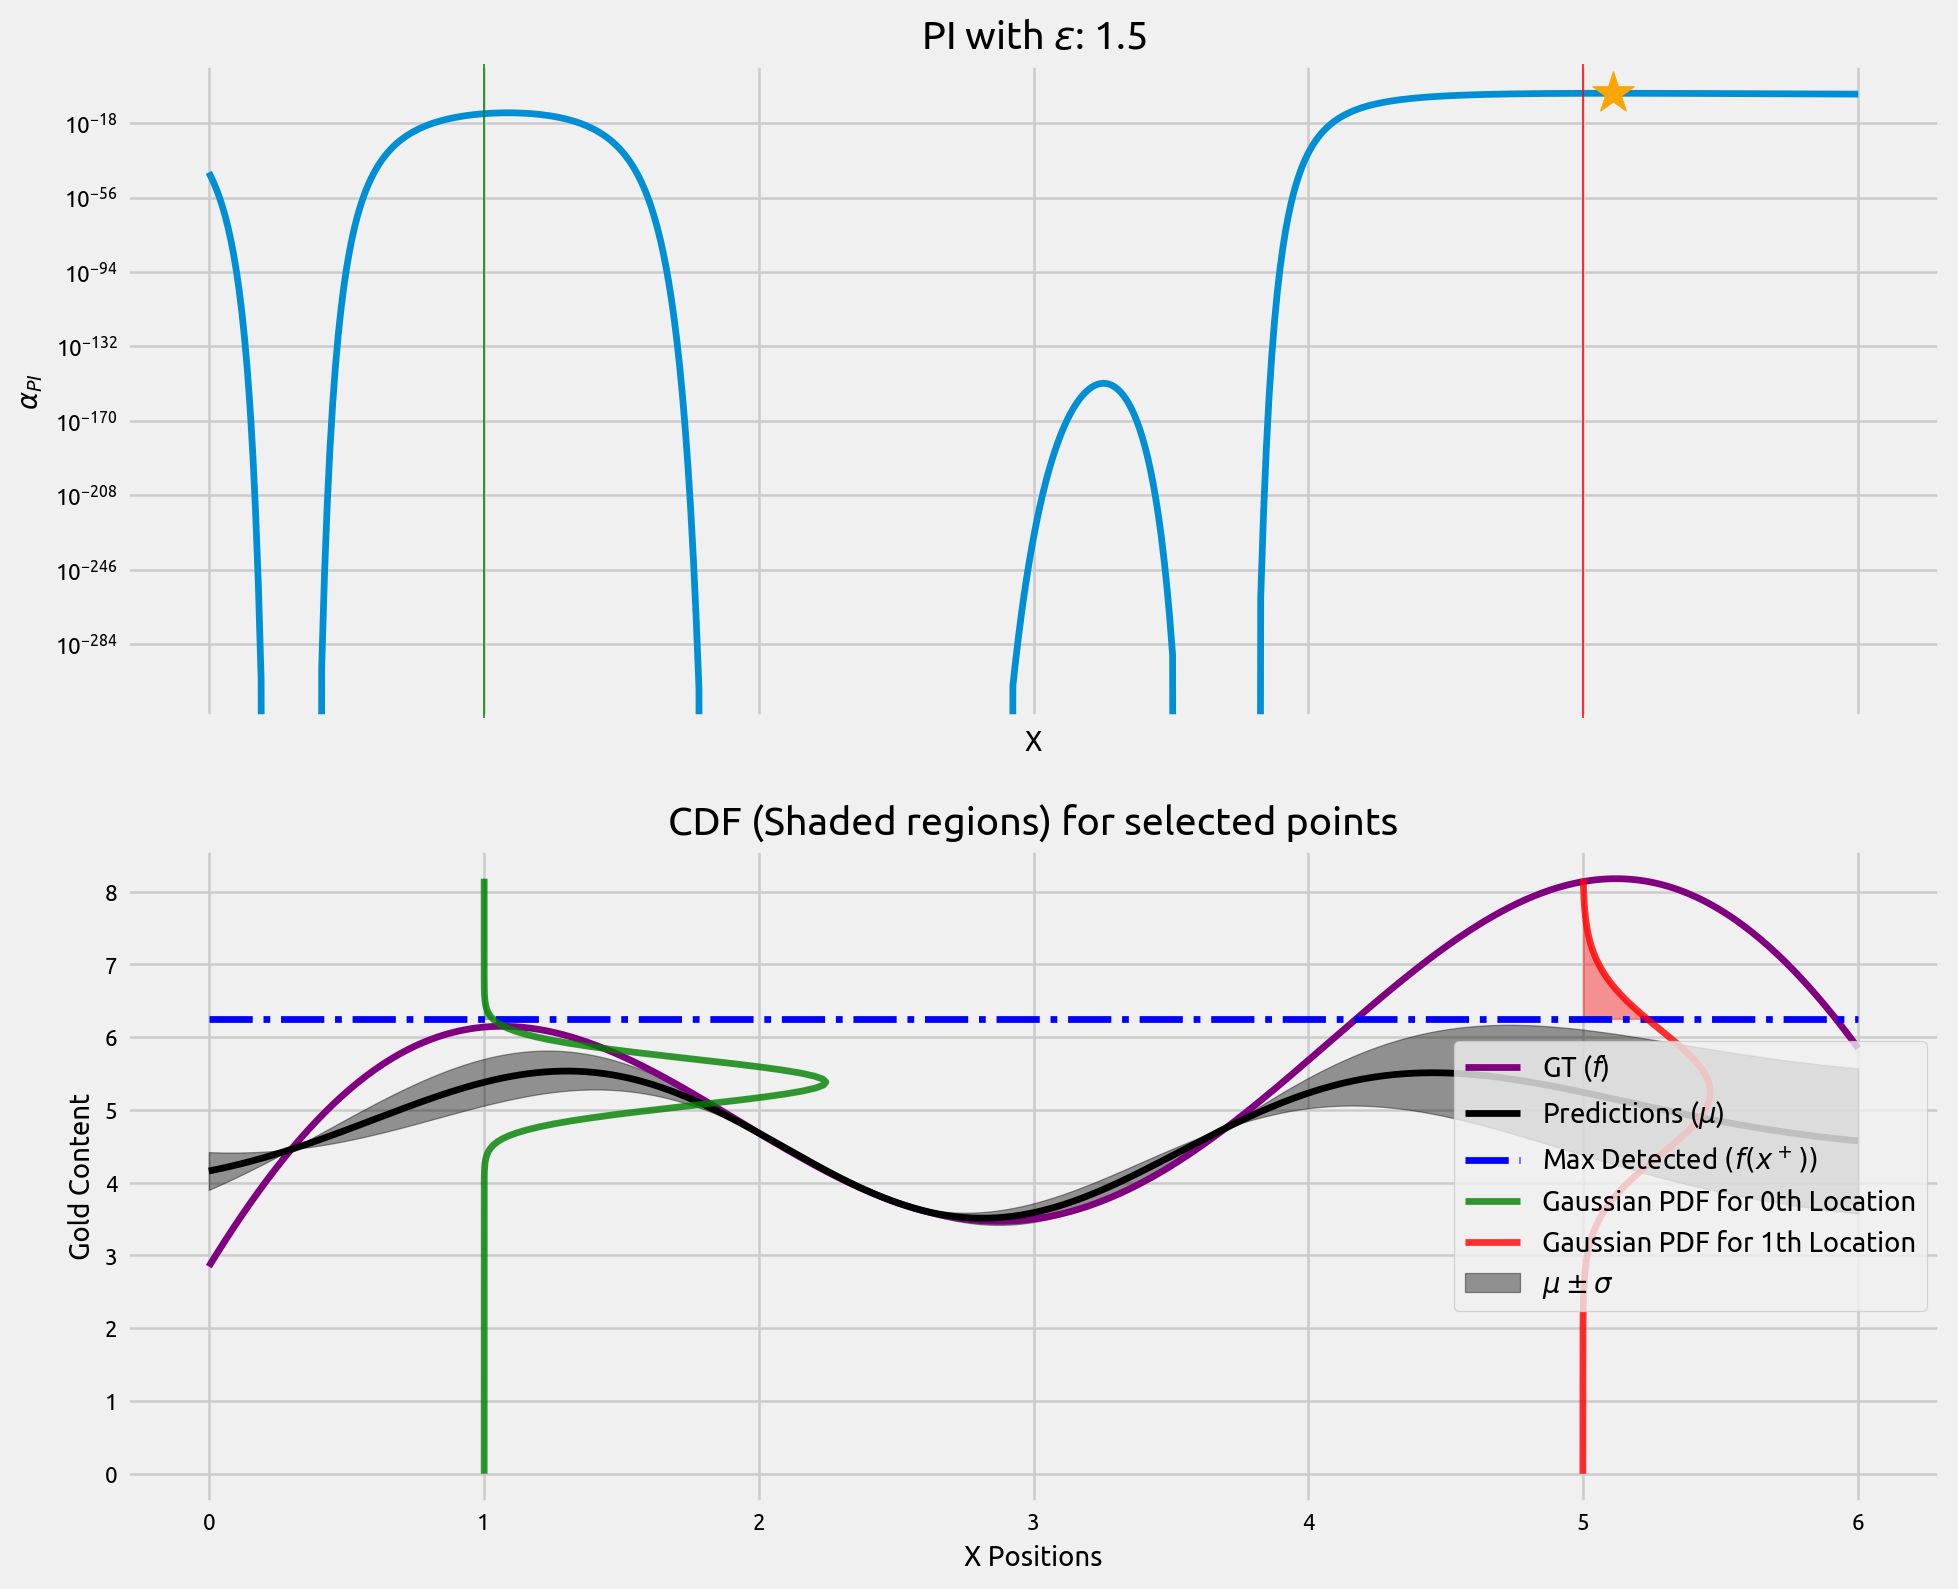 PI with ε: 1.5
10⁻¹⁸
10⁻⁵⁶
10⁻⁹⁴
10⁻¹³²
10⁻¹⁷⁰
10⁻²⁰⁸
10⁻²⁴⁶
10⁻²⁸⁴
α_PI
X
CDF (Shaded regions) for selected points
8
7
6
5
4
3
2
1
0
Gold Content
GT (f)
Predictions (μ)
Max Detected (f(x⁺))
Gaussian PDF for 0th Location
Gaussian PDF for 1th Location
μ ± σ
0 1 2 3 4 5 6
X Positions